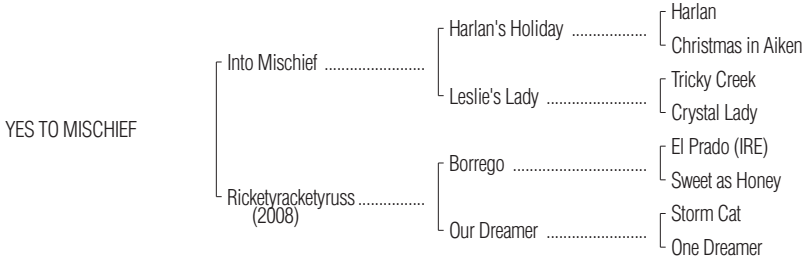 Harlan
Harlan's Holiday ..................
Christmas in Aiken
Into Mischief ........................
Tricky Creek
Leslie's Lady ........................
Crystal Lady
YES TO MISCHIEF
El Prado (IRE)
Borrego ................................
Sweet as Honey
Ricketyracketyruss ................
(2008)
Storm Cat
Our Dreamer ........................
One Dreamer